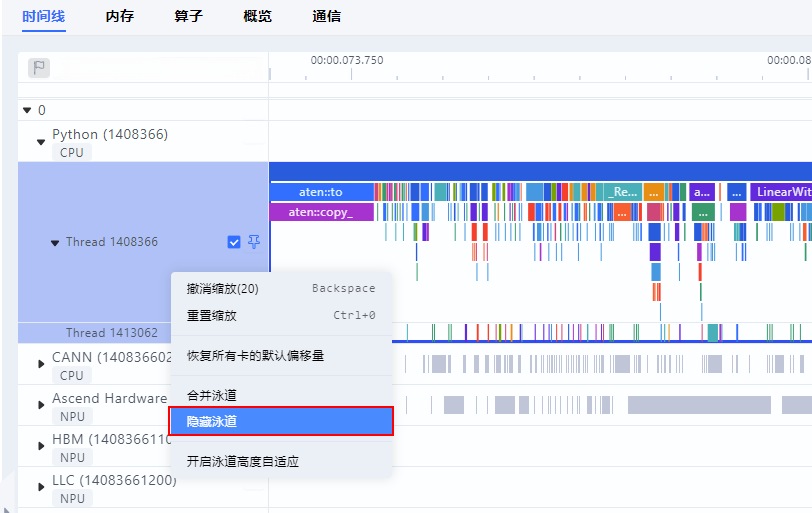 时间线 内存 算子 概览 通信
00:00.073.750 00:00.08
0
Python (1408366)
CPU
aten::to _Re... ... a... ... LinearWit
aten::copy_ ... ...
Thread 1408366
撤消缩放(20) Backspace
重置缩放 Ctrl+0
Thread 1413062
恢复所有卡的默认偏移量
CANN (140836602
CPU
合并泳道
Ascend Hardware
NPU
隐藏泳道
HBM (1408366110
NPU
开启泳道高度自适应
LLC (14083661200)
NPU